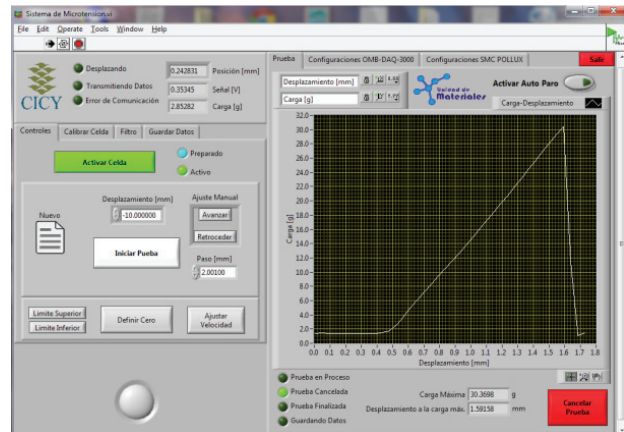 Sistema de Microtension.vi
File Edit Operate Tools Window Help
CICY
Desplazando
Transmitiendo Datos
Error de Comunicación
0.242831 Posición [mm]
0.35345 Señal [V]
2.85282 Carga [g]
Controles Calibrar Celda Filtro Guardar Datos
Activar Celda
Preparado
Activo
Nuevo
Desplazamiento [mm]
-10.000000
Iniciar Pueba
Ajuste Manual
Avanzar
Retroceder
Paso [mm]
2.00100
Limite Superior
Limite Inferior
Definir Cero
Ajustar
Velocidad
Prueba Configuraciones OMB-DAQ-3000 Configuraciones SMC POLLUX
Salir
Desplazamiento [mm]
Carga [g]
Unidad de
Materiales
Activar Auto Paro
Carga-Desplazamiento
Carga [g]
32.0
30.0
28.0
26.0
24.0
22.0
20.0
18.0
16.0
14.0
12.0
10.0
8.0
6.0
4.0
2.0
0.0
0.0 0.1 0.2 0.3 0.4 0.5 0.6 0.7 0.8 0.9 1.0 1.1 1.2 1.3 1.4 1.5 1.6 1.7 1.8
Desplazamiento [mm]
Prueba en Proceso
Prueba Cancelada
Prueba Finalizada
Guardando Datos
Carga Máxima 30.3698 g
Desplazamiento a la carga máx. 1.59158 mm
Cancelar
Prueba